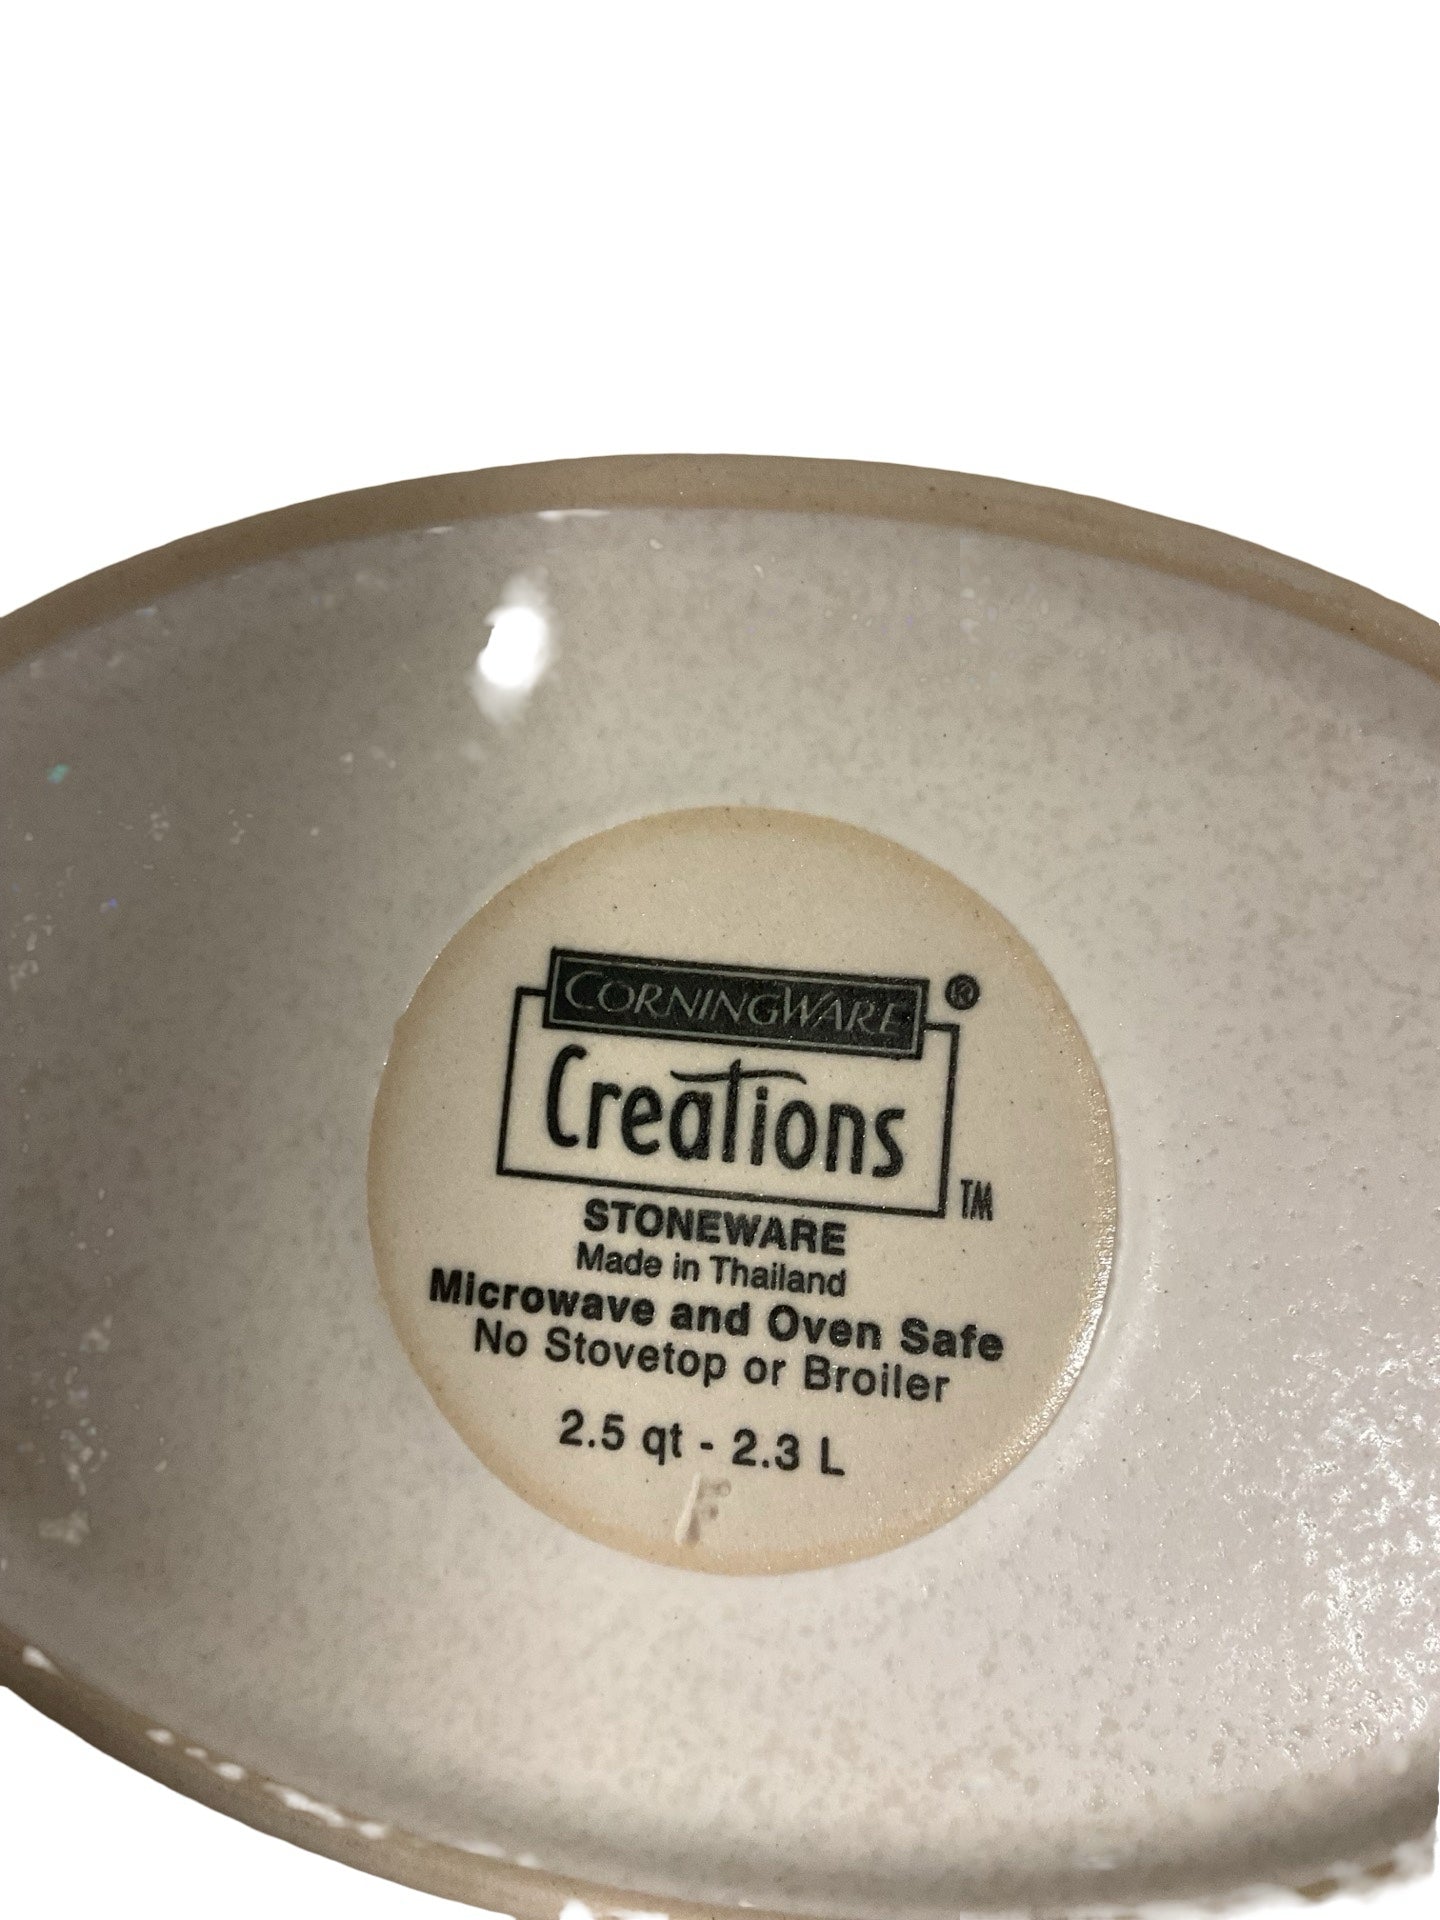 CORNINGWARE ®
Creations ™
STONEWARE
Made in Thailand
Microwave and Oven Safe
No Stovetop or Broiler
2.5 qt - 2.3 L
F